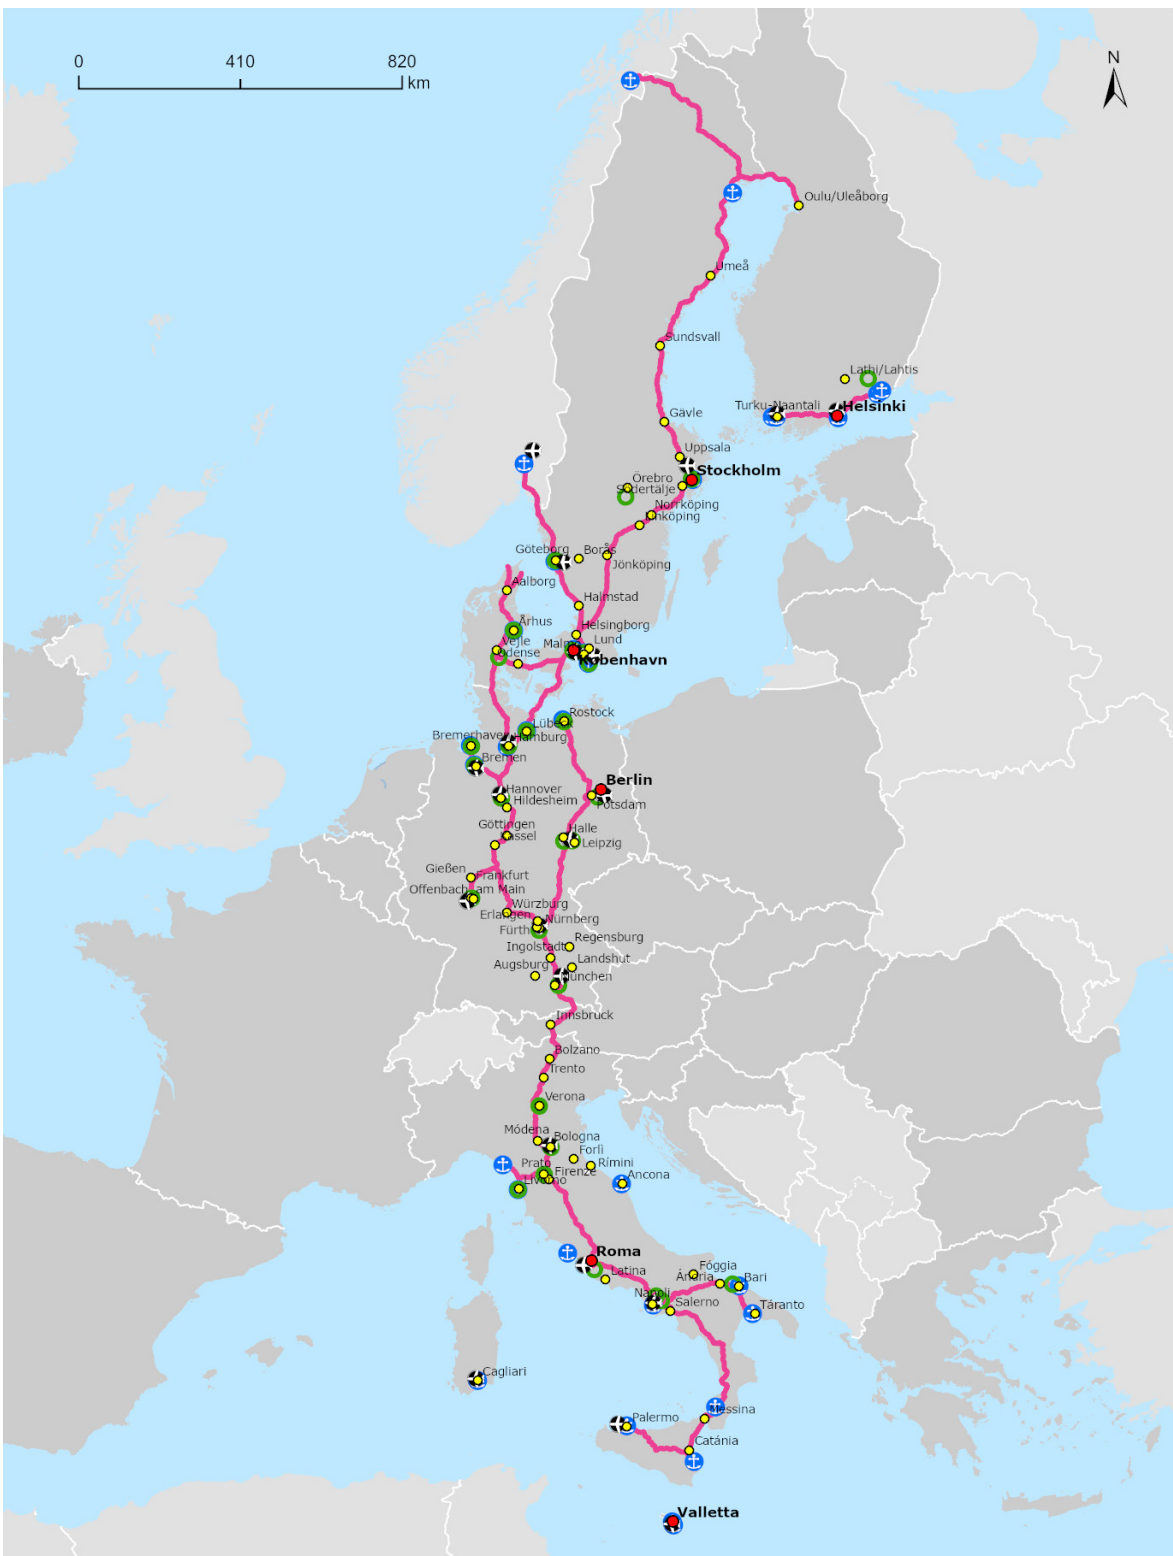 0 410 820
km
N
Oulu/Uleåborg
Umeå
Sundsvall
Lathi/Lahtis
Turku-Naantali
Helsinki
Gävle
Uppsala
Stockholm
Örebro
Södertälje
Norrköping
Linköping
Göteborg
Borås
Jönköping
Aalborg
Halmstad
Århus
Helsingborg
Vejle
Malmö
Lund
Odense
København
Rostock
Lübeck
Bremerhaven
Hamburg
Bremen
Berlin
Hannover
Hildesheim
Potsdam
Göttingen
Halle
Kassel
Leipzig
Gießen
Frankfurt
Offenbach am Main
Würzburg
Erlangen
Nürnberg
Fürth
Regensburg
Ingolstadt
Landshut
Augsburg
München
Innsbruck
Bolzano
Trento
Verona
Módena
Bologna
Forlì
Prato
Rímini
Firenze
Ancona
Livorno
Roma
Latina
Fóggia
Ándria
Bari
Napoli
Salerno
Táranto
Cagliari
Messina
Palermo
Catánia
Valletta